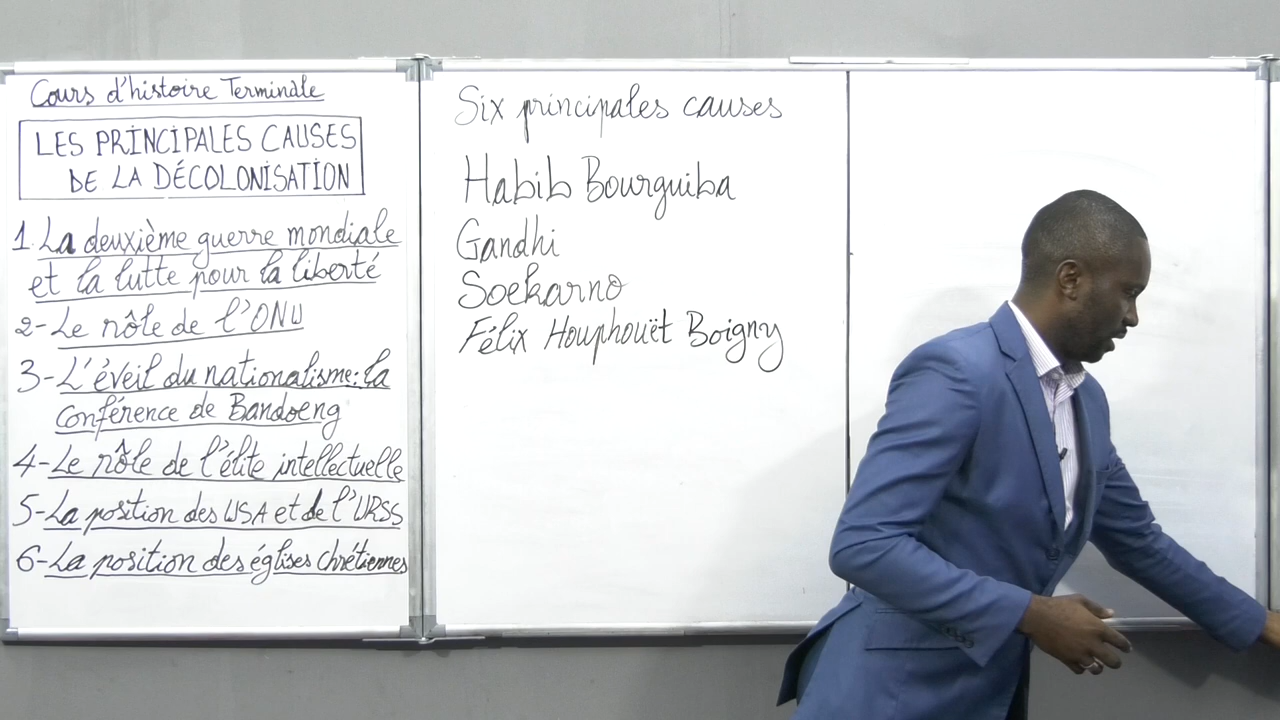 Cours d'histoire Terminale
LES PRINCIPALES CAUSES
DE LA DÉCOLONISATION
1. La deuxième guerre mondiale
et la lutte pour la liberté
2- Le rôle de l'ONU
3- L'éveil du nationalisme: la
conférence de Bandoeng
4- Le rôle de l'élite intellectuelle
5- La position des USA et de l'URSS
6- La position des églises chrétiennes
Six principales causes
Habib Bourguiba
Gandhi
Soekarno
Félix Houphouët Boigny